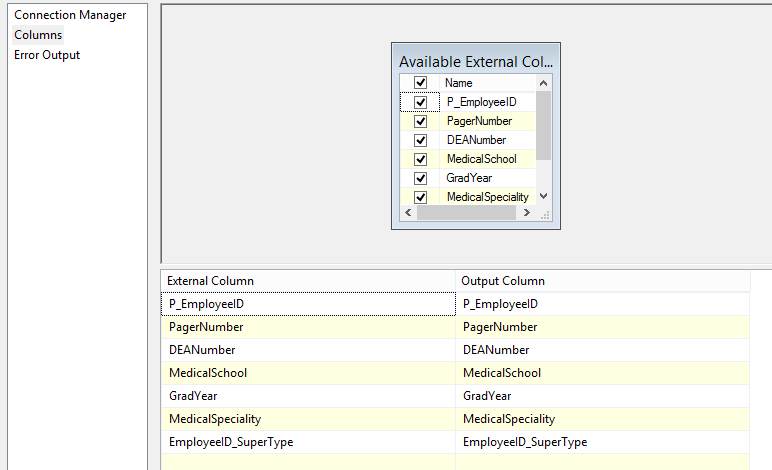 Connection Manager
Columns
Error Output
Available External Col...
Name
P_EmployeeID
PagerNumber
DEANumber
MedicalSchool
GradYear
MedicalSpeciality
External Column Output Column
P_EmployeeID P_EmployeeID
PagerNumber PagerNumber
DEANumber DEANumber
MedicalSchool MedicalSchool
GradYear GradYear
MedicalSpeciality MedicalSpeciality
EmployeeID_SuperType EmployeeID_SuperType